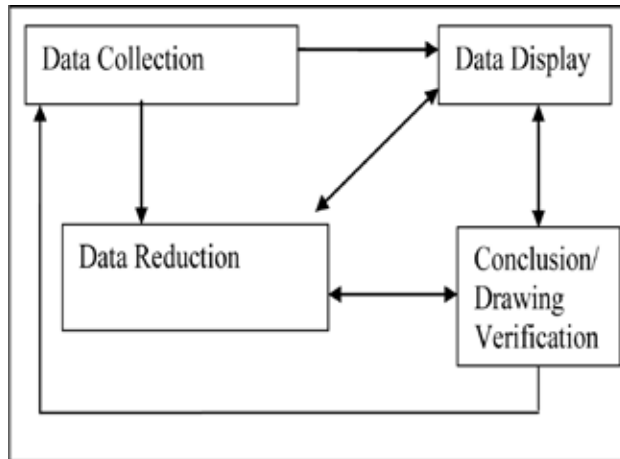 Data Collection
Data Display
Data Reduction
Conclusion/
Drawing
Verification